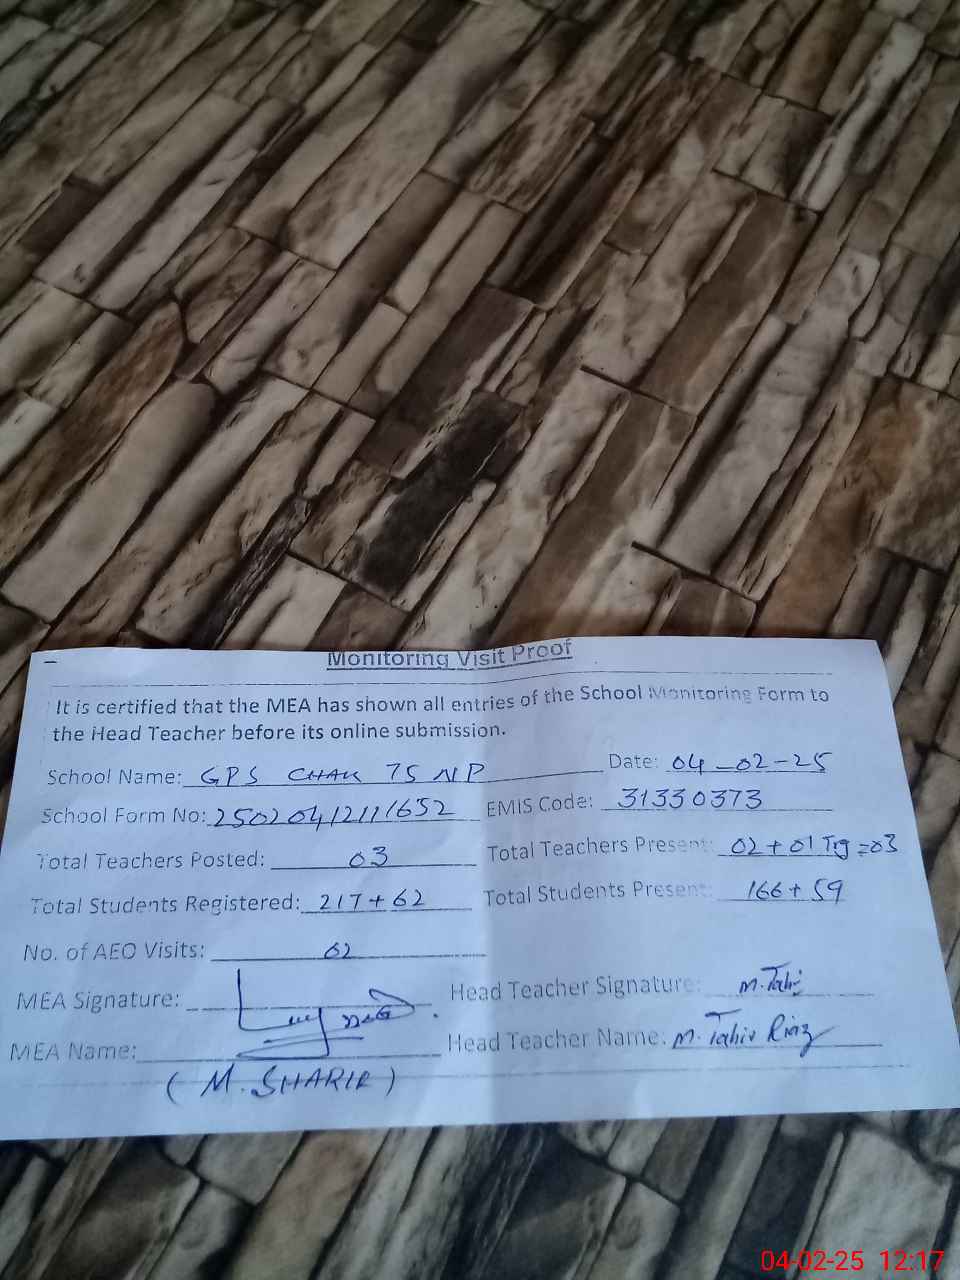 Monitoring Visit Proof
It is certified that the MEA has shown all entries of the School Monitoring Form to
the Head Teacher before its online submission.
School Name: GPS CHAK 75 NP Date: 04-02-25
School Form No: 25020412111652 EMIS Code: 31330373
Total Teachers Posted: 03 Total Teachers Present: 02+01 Trg =03
Total Students Registered: 217+62 Total Students Present: 166+59
No. of AEO Visits: 02
MEA Signature: Head Teacher Signature: M. Tahir
MEA Name: Head Teacher Name: M. Tahir Riaz
(M. SHARIF)
04-02-25 12:17